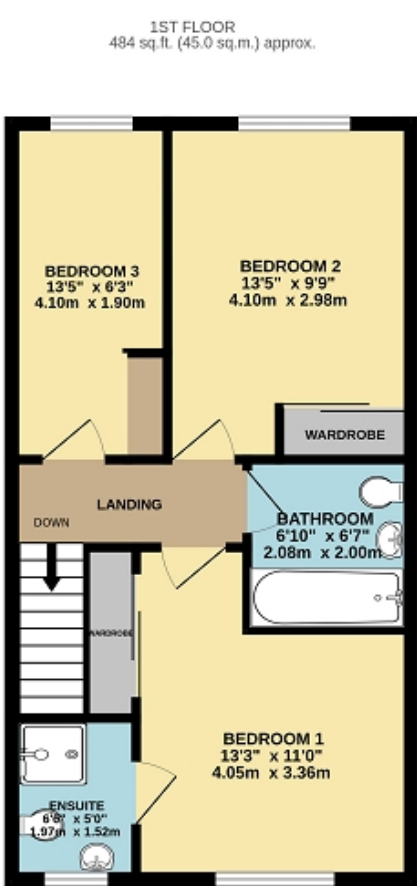 1ST FLOOR
484 sq.ft. (45.0 sq.m.) approx.
BEDROOM 3
13'5" x 6'3"
4.10m x 1.90m
BEDROOM 2
13'5" x 9'9"
4.10m x 2.98m
WARDROBE
LANDING
DOWN
BATHROOM
6'10" x 6'7"
2.08m x 2.00m
WARDROBE
BEDROOM 1
13'3" x 11'0"
4.05m x 3.36m
ENSUITE
x 5'0"
1.97m x 1.52m